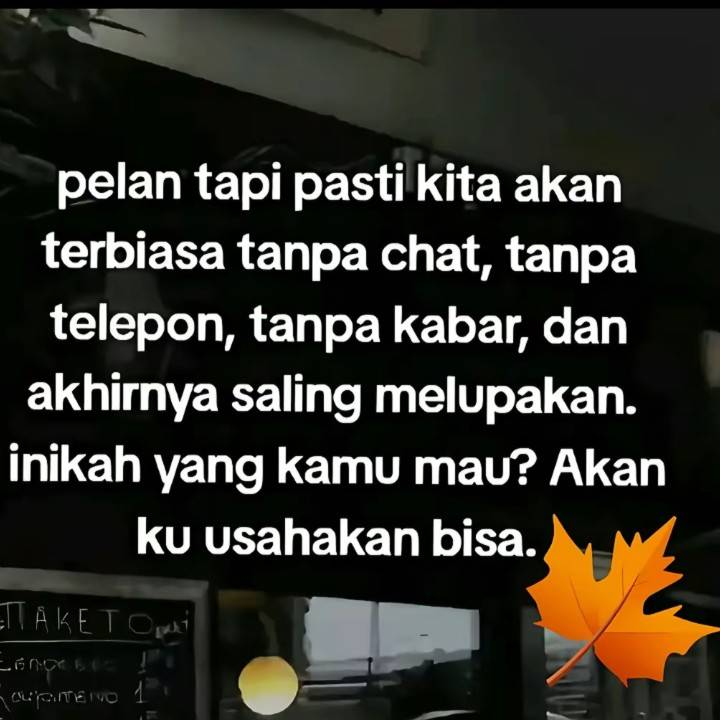 pelan tapi pasti kita akan
terbiasa tanpa chat, tanpa
telepon, tanpa kabar, dan
akhirnya saling melupakan.
inikah yang kamu mau? Akan
ku usahakan bisa.
ΠAKETO